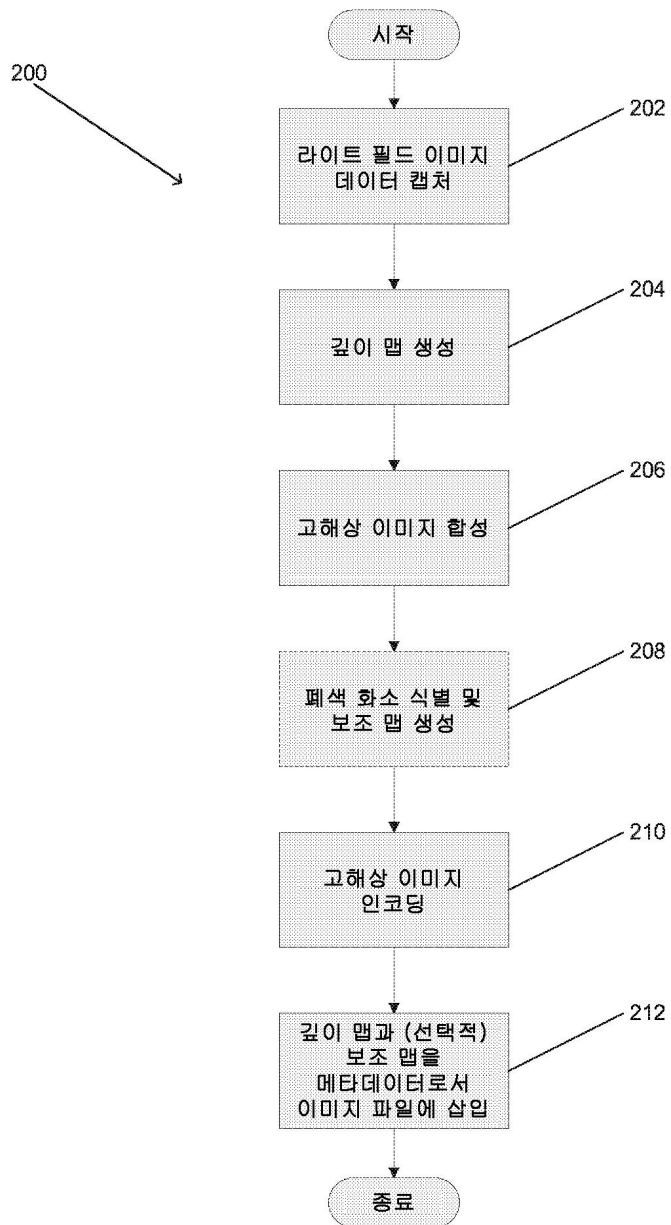 시작
200
202
라이트 필드 이미지
데이터 캡처
204
깊이 맵 생성
206
고해상 이미지 합성
208
폐색 화소 식별 및
보조 맵 생성
210
고해상 이미지
인코딩
212
깊이 맵과 (선택적)
보조 맵을
메타데이터로서
이미지 파일에 삽입
종료